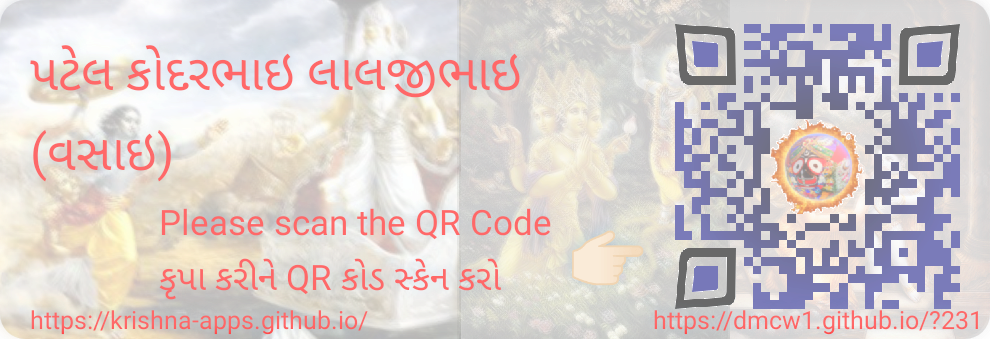 પટેલ કોદરભાઇ લાલજીભાઇ
(વસાઇ)
Please scan the QR Code
કૃપા કરીને QR કોડ સ્કેન કરો
https://krishna-apps.github.io/
https://dmcw1.github.io/?231